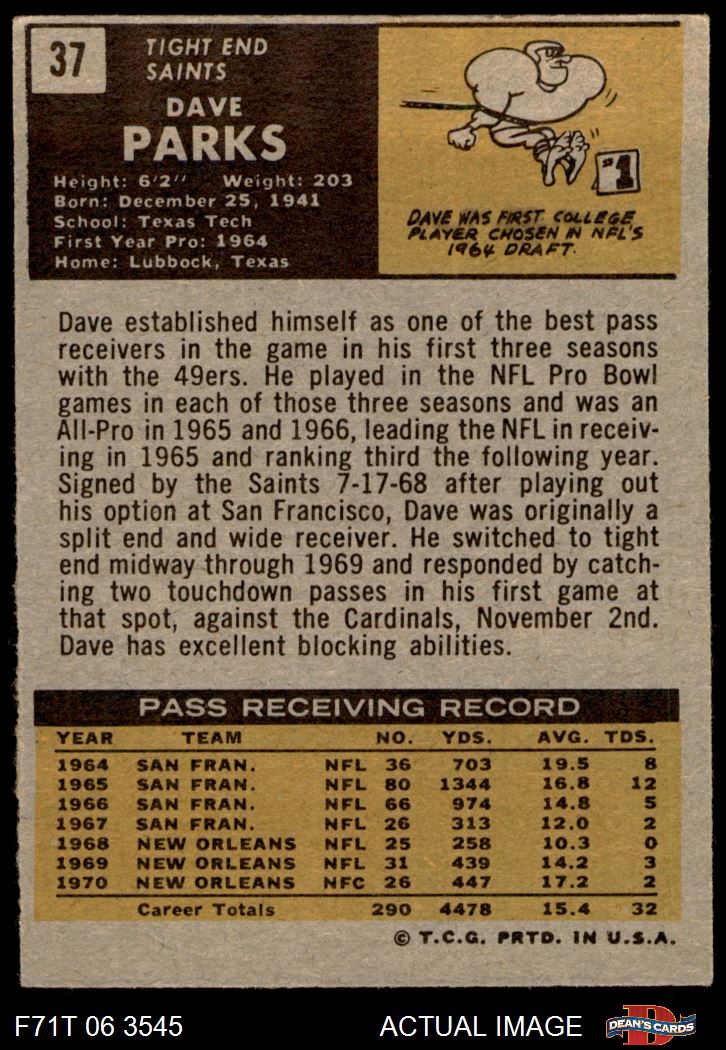 37
TIGHT END
SAINTS
DAVE
PARKS
Height: 6'2" Weight: 203
Born: December 25, 1941
School: Texas Tech
First Year Pro: 1964
Home: Lubbock, Texas
#1
DAVE WAS FIRST COLLEGE
PLAYER CHOSEN IN NFL'S
1964 DRAFT.
Dave established himself as one of the best pass
receivers in the game in his first three seasons
with the 49ers. He played in the NFL Pro Bowl
games in each of those three seasons and was an
All-Pro in 1965 and 1966, leading the NFL in receiv-
ing in 1965 and ranking third the following year.
Signed by the Saints 7-17-68 after playing out
his option at San Francisco, Dave was originally a
split end and wide receiver. He switched to tight
end midway through 1969 and responded by catch-
ing two touchdown passes in his first game at
that spot, against the Cardinals, November 2nd.
Dave has excellent blocking abilities.
PASS RECEIVING RECORD
YEAR TEAM NO. YDS. AVG. TDS.
1964 SAN FRAN. NFL 36 703 19.5 8
1965 SAN FRAN. NFL 80 1344 16.8 12
1966 SAN FRAN. NFL 66 974 14.8 5
1967 SAN FRAN. NFL 26 313 12.0 2
1968 NEW ORLEANS NFL 25 258 10.3 0
1969 NEW ORLEANS NFL 31 439 14.2 3
1970 NEW ORLEANS NFC 26 447 17.2 2
Career Totals 290 4478 15.4 32
© T.C.G. PRTD. IN U.S.A.
F71T 06 3545 ACTUAL IMAGE
D
DEAN'S CARDS